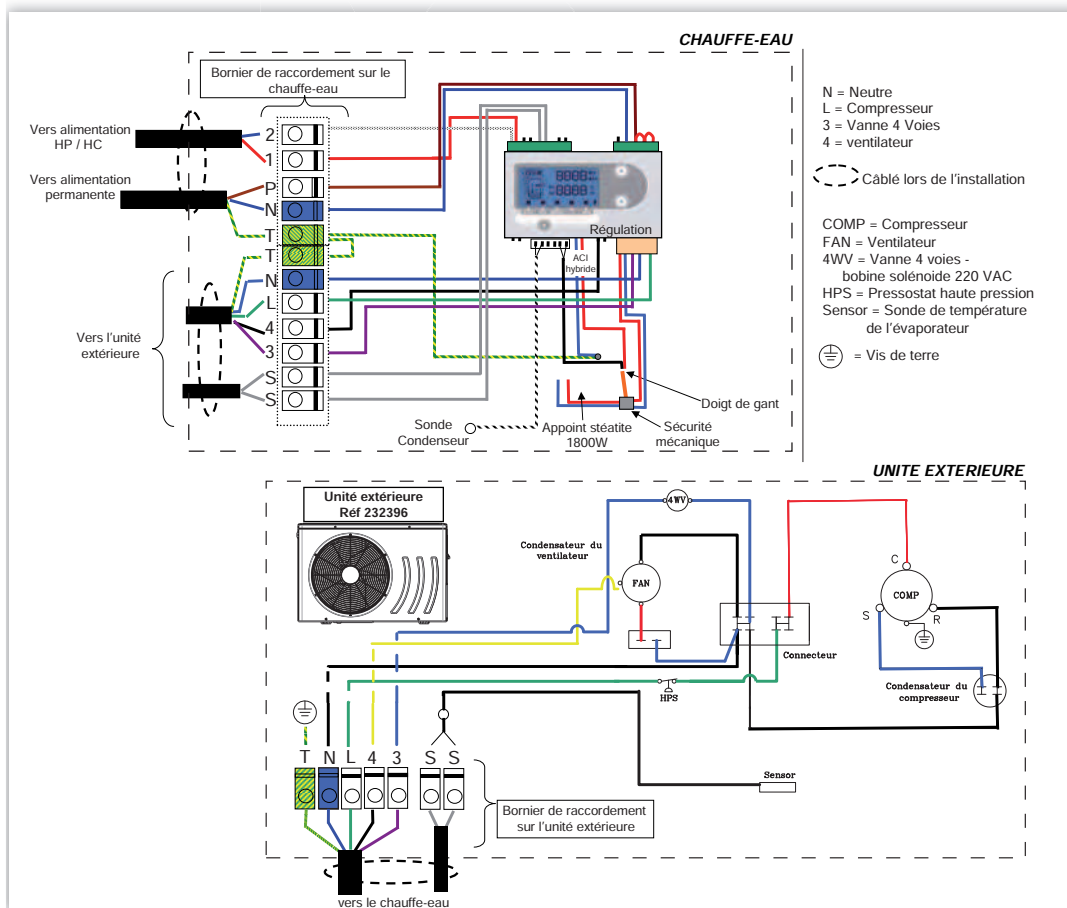 CHAUFFE-EAU
Bornier de raccordement sur le
chauffe-eau
Vers alimentation
HP / HC
Vers alimentation
permanente
Vers l'unité
extérieure
2
1
P
N
T
T
N
L
4
3
S
S
Régulation
ACI
hybride
Sonde
Condenseur
Appoint stéatite
1800W
Doigt de gant
Sécurité
mécanique
N = Neutre
L = Compresseur
3 = Vanne 4 Voies
4 = ventilateur
Câblé lors de l'installation
COMP = Compresseur
FAN = Ventilateur
4WV = Vanne 4 voies -
bobine solénoide 220 VAC
HPS = Pressostat haute pression
Sensor = Sonde de température
de l'évaporateur
= Vis de terre
UNITE EXTERIEURE
Unité extérieure
Réf 232396
Condensateur du
ventilateur
4WV
FAN
C
COMP
S
R
Connecteur
HPS
Condensateur du
compresseur
T N L 4 3 S S
Sensor
Bornier de raccordement
sur l'unité extérieure
vers le chauffe-eau